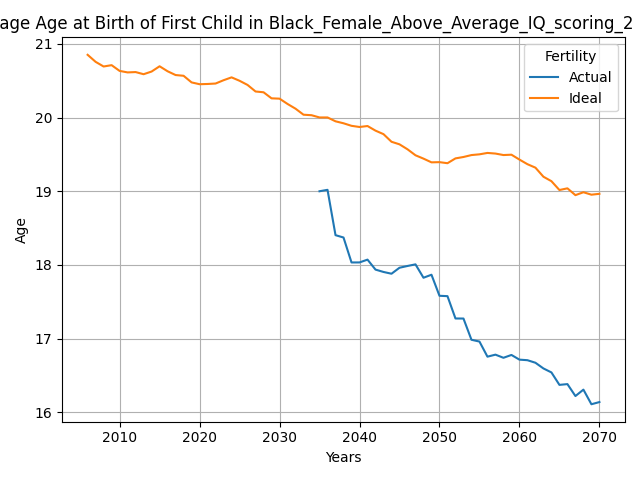 age Age at Birth of First Child in Black_Female_Above_Average_IQ_scoring_2
Fertility
Actual
Ideal
21
20
19
18
17
16
Age
2010 2020 2030 2040 2050 2060 2070
Years